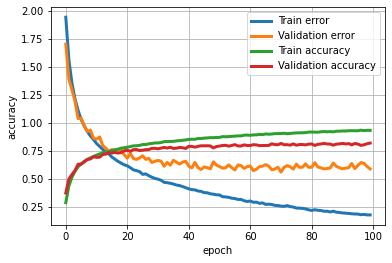 2.00
1.75
1.50
1.25
1.00
0.75
0.50
0.25
accuracy
Train error
Validation error
Train accuracy
Validation accuracy
0
20
40
60
80
100
epoch